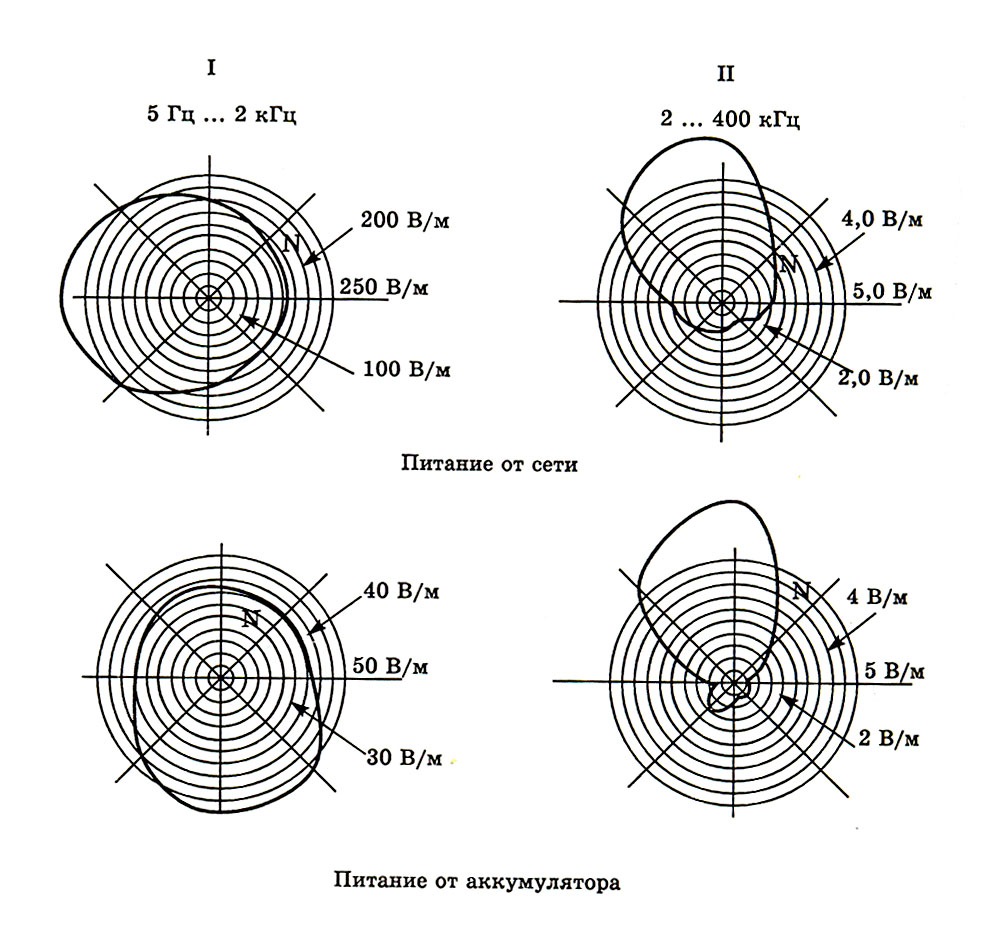 I
II
5 Гц ... 2 кГц
2 ... 400 кГц
N
200 В/м
250 В/м
100 В/м
N
4,0 В/м
5,0 В/м
2,0 В/м
Питание от сети
N
40 В/м
50 В/м
30 В/м
N
4 В/м
5 В/м
2 В/м
Питание от аккумулятора